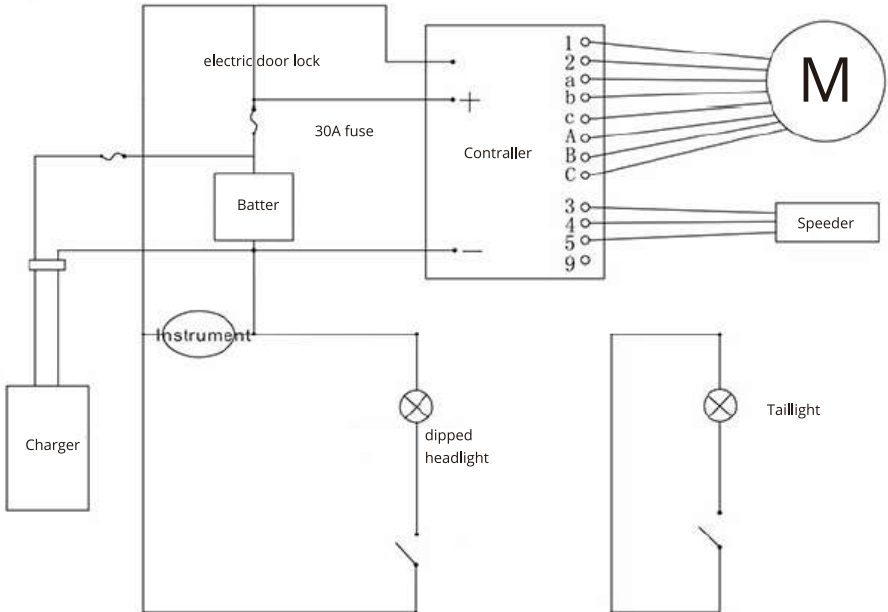 electric door lock
30A fuse
Contraller
+
−
1
2
a
b
c
A
B
C
3
4
5
9
M
Speeder
Batter
Instrument
Charger
dipped
headlight
Taillight